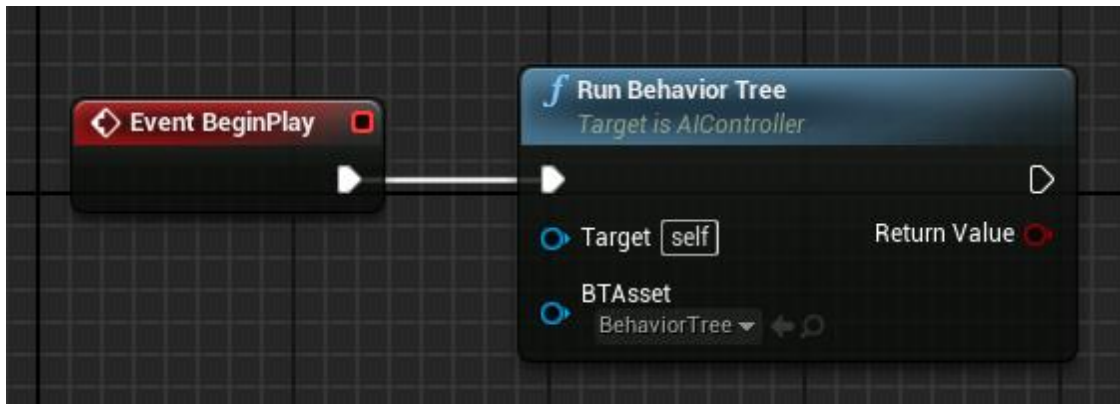 Event BeginPlay
f Run Behavior Tree
Target is AIController
Target self
Return Value
BTAsset
BehaviorTree